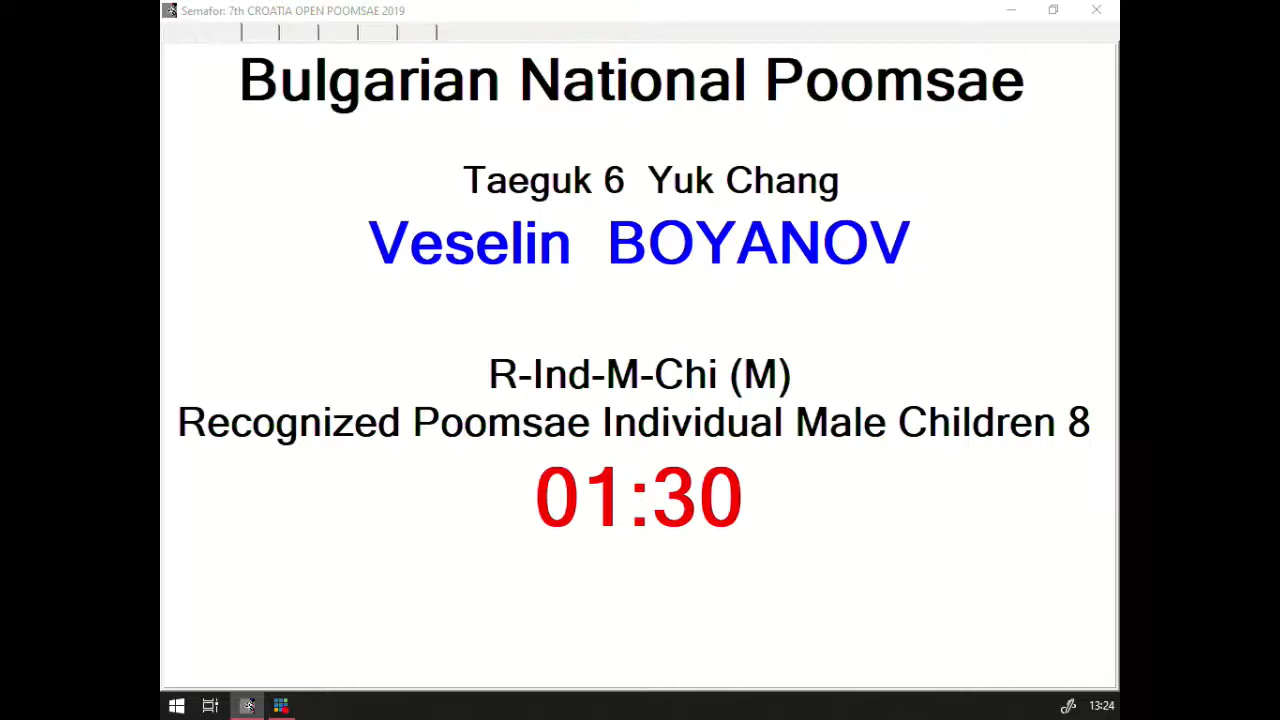 Semafor: 7th CROATIA OPEN POOMSAE 2019
Bulgarian National Poomsae
Taeguk 6 Yuk Chang
Veselin BOYANOV
R-Ind-M-Chi (M)
Recognized Poomsae Individual Male Children 8
01:30
13:24